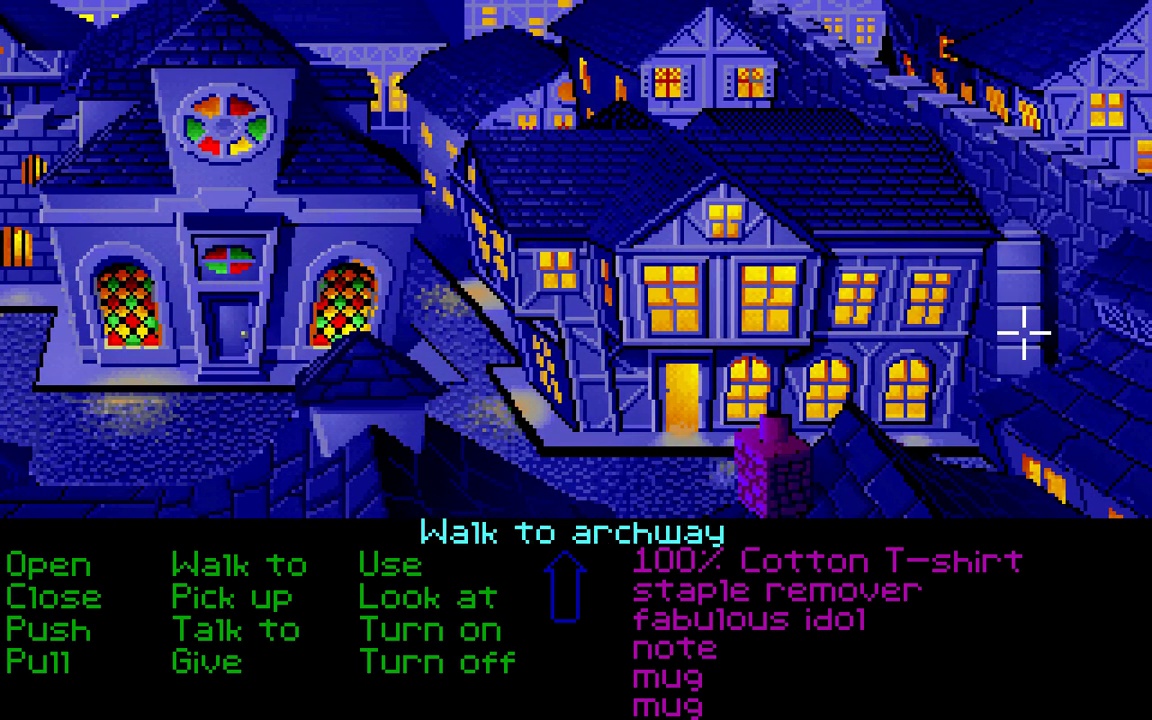 Walk to archway
Open Walk to Use
Close Pick up Look at
Push Talk to Turn on
Pull Give Turn off
100% Cotton T-shirt
staple remover
fabulous idol
note
mug
mug